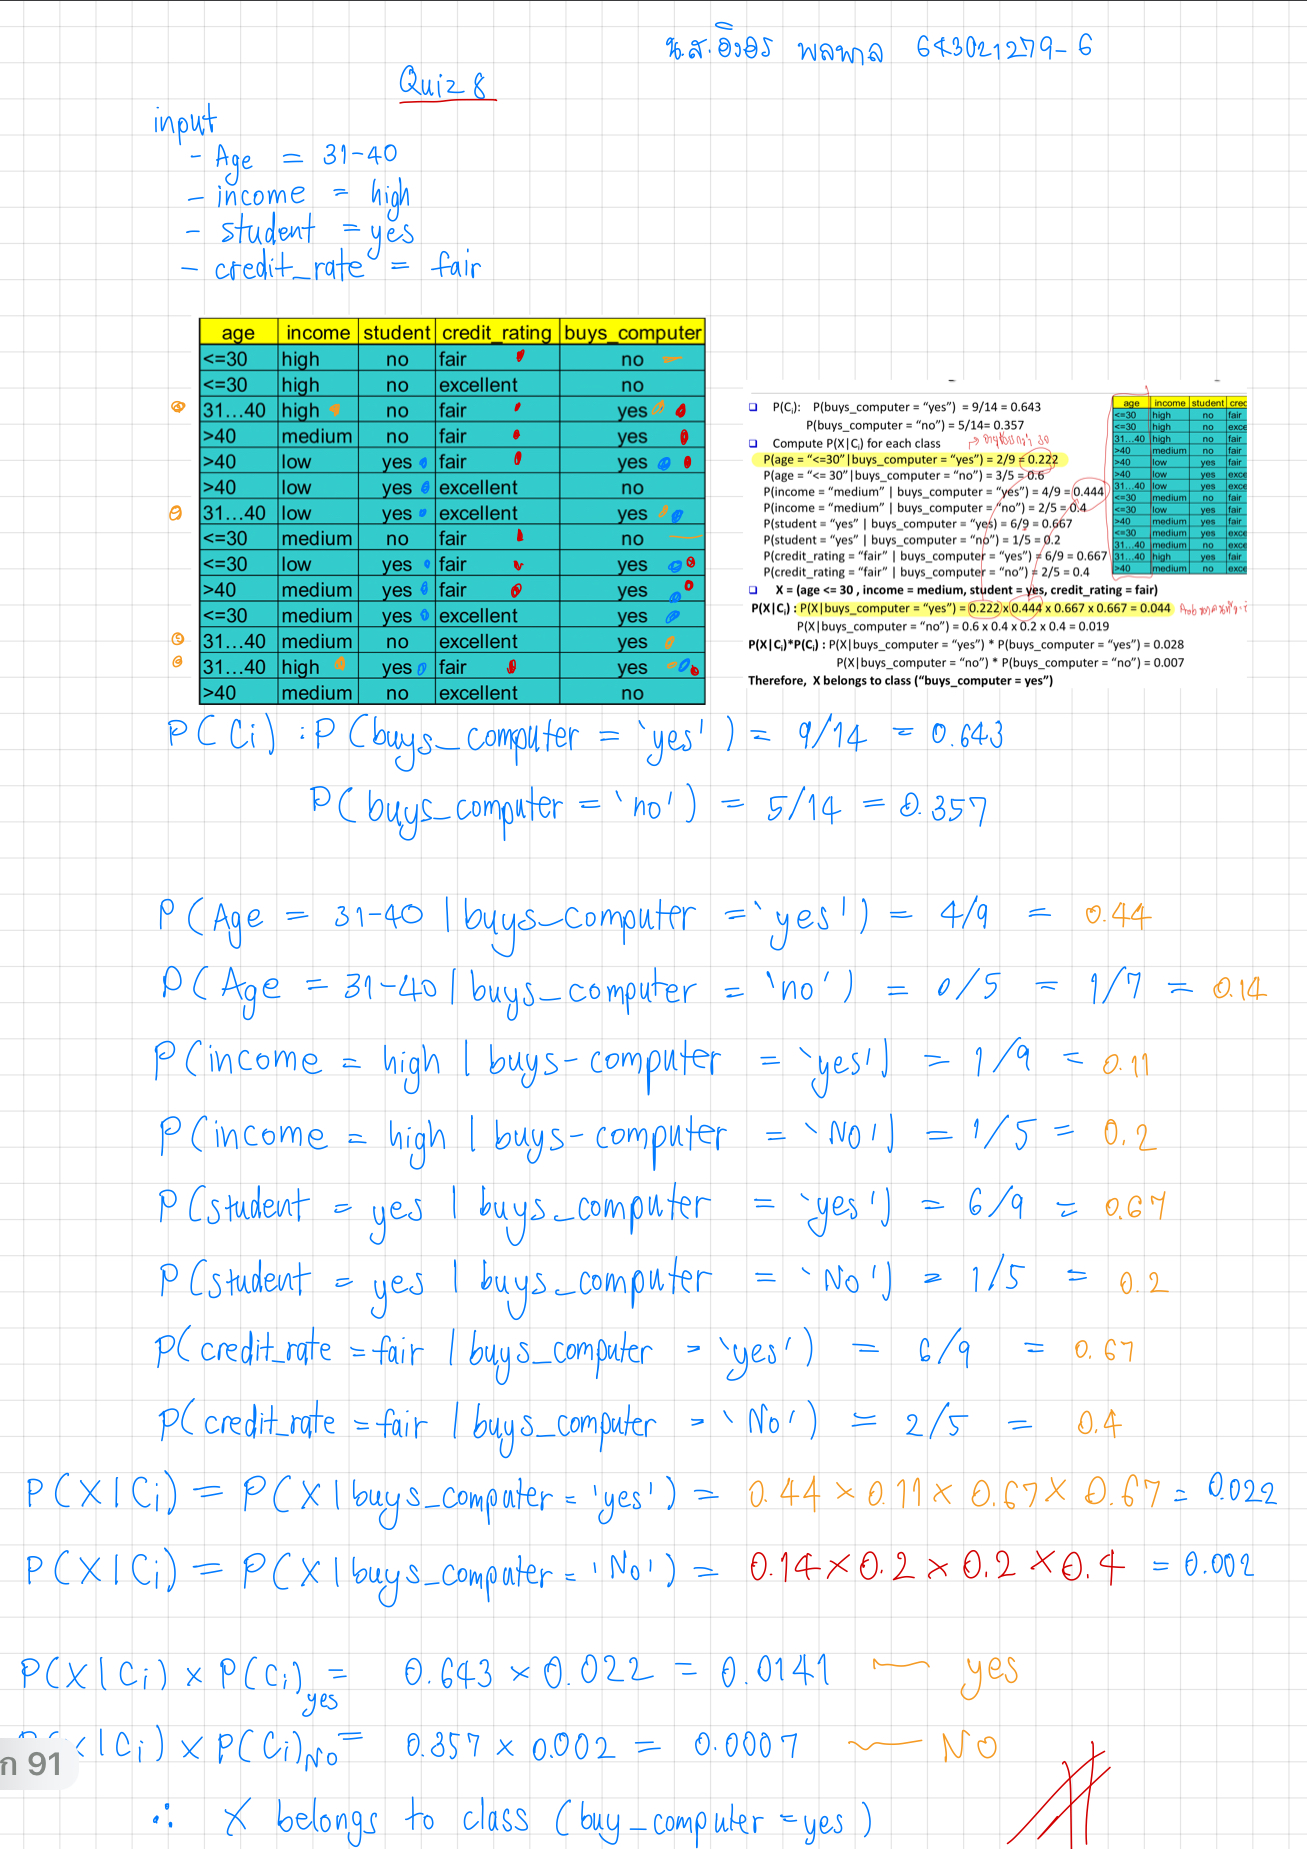 น.ส.อิงอร พลพาล 643021279-6
Quiz 8
input
- Age = 31-40
- income = high
- student = yes
- credit_rate = fair
age income student credit_rating buys_computer
<=30 high no fair no
<=30 high no excellent no
31…40 high no fair yes
>40 medium no fair yes
>40 low yes fair yes
>40 low yes excellent no
31…40 low yes excellent yes
<=30 medium no fair no
<=30 low yes fair yes
>40 medium yes fair yes
<=30 medium yes excellent yes
31…40 medium no excellent yes
31…40 high yes fair yes
>40 medium no excellent no
P(Cᵢ): P(buys_computer = “yes”) = 9/14 = 0.643
P(buys_computer = “no”) = 5/14= 0.357
Compute P(X|Cᵢ) for each class
P(age = “<=30”|buys_computer = “yes”) = 2/9 = 0.222
P(age = “<= 30”|buys_computer = “no”) = 3/5 = 0.6
P(income = “medium” | buys_computer = “yes”) = 4/9 = 0.444
P(income = “medium” | buys_computer = “no”) = 2/5 = 0.4
P(student = “yes” | buys_computer = “yes) = 6/9 = 0.667
P(student = “yes” | buys_computer = “no”) = 1/5 = 0.2
P(credit_rating = “fair” | buys_computer = “yes”) = 6/9 = 0.667
P(credit_rating = “fair” | buys_computer = “no”) = 2/5 = 0.4
X = (age <= 30 , income = medium, student = yes, credit_rating = fair)
P(X|Cᵢ) : P(X|buys_computer = “yes”) = 0.222 x 0.444 x 0.667 x 0.667 = 0.044
P(X|buys_computer = “no”) = 0.6 x 0.4 x 0.2 x 0.4 = 0.019
P(X|Cᵢ)*P(Cᵢ) : P(X|buys_computer = “yes”) * P(buys_computer = “yes”) = 0.028
P(X|buys_computer = “no”) * P(buys_computer = “no”) = 0.007
Therefore, X belongs to class (“buys_computer = yes”)
age income student cred
<=30 high no fair
<=30 high no exce
31…40 high no fair
>40 medium no fair
>40 low yes fair
>40 low yes exce
31…40 low yes exce
<=30 medium no fair
<=30 low yes fair
>40 medium yes fair
<=30 medium yes exce
31…40 medium no exce
31…40 high yes fair
>40 medium no exce
P(Ci) : P(buys_computer = 'yes') = 9/14 = 0.643
P(buys_computer = 'no') = 5/14 = 0.357
P(Age = 31-40 | buys_computer = 'yes') = 4/9 = 0.44
P(Age = 31-40 | buys_computer = 'no') = 0/5 = 1/7 = 0.14
P(income = high | buys-computer = 'yes') = 1/9 = 0.11
P(income = high | buys-computer = 'NO') = 1/5 = 0.2
P(student = yes | buys_computer = 'yes') = 6/9 = 0.67
P(student = yes | buys_computer = 'No') = 1/5 = 0.2
P(credit_rate = fair | buys_computer = 'yes') = 6/9 = 0.67
P(credit_rate = fair | buys_computer = 'No') = 2/5 = 0.4
P(X|Ci) = P(X|buys_computer = 'yes') = 0.44 × 0.11 × 0.67 × 0.67 = 0.022
P(X|Ci) = P(X|buys_computer = 'No') = 0.14 × 0.2 × 0.2 × 0.4 = 0.002
P(X|Ci) × P(Ci)yes = 0.643 × 0.022 = 0.0141 — yes
P(X|Ci) × P(Ci)No = 0.357 × 0.002 = 0.0007 — NO
ก 91
∴ X belongs to class (buy_computer = yes)